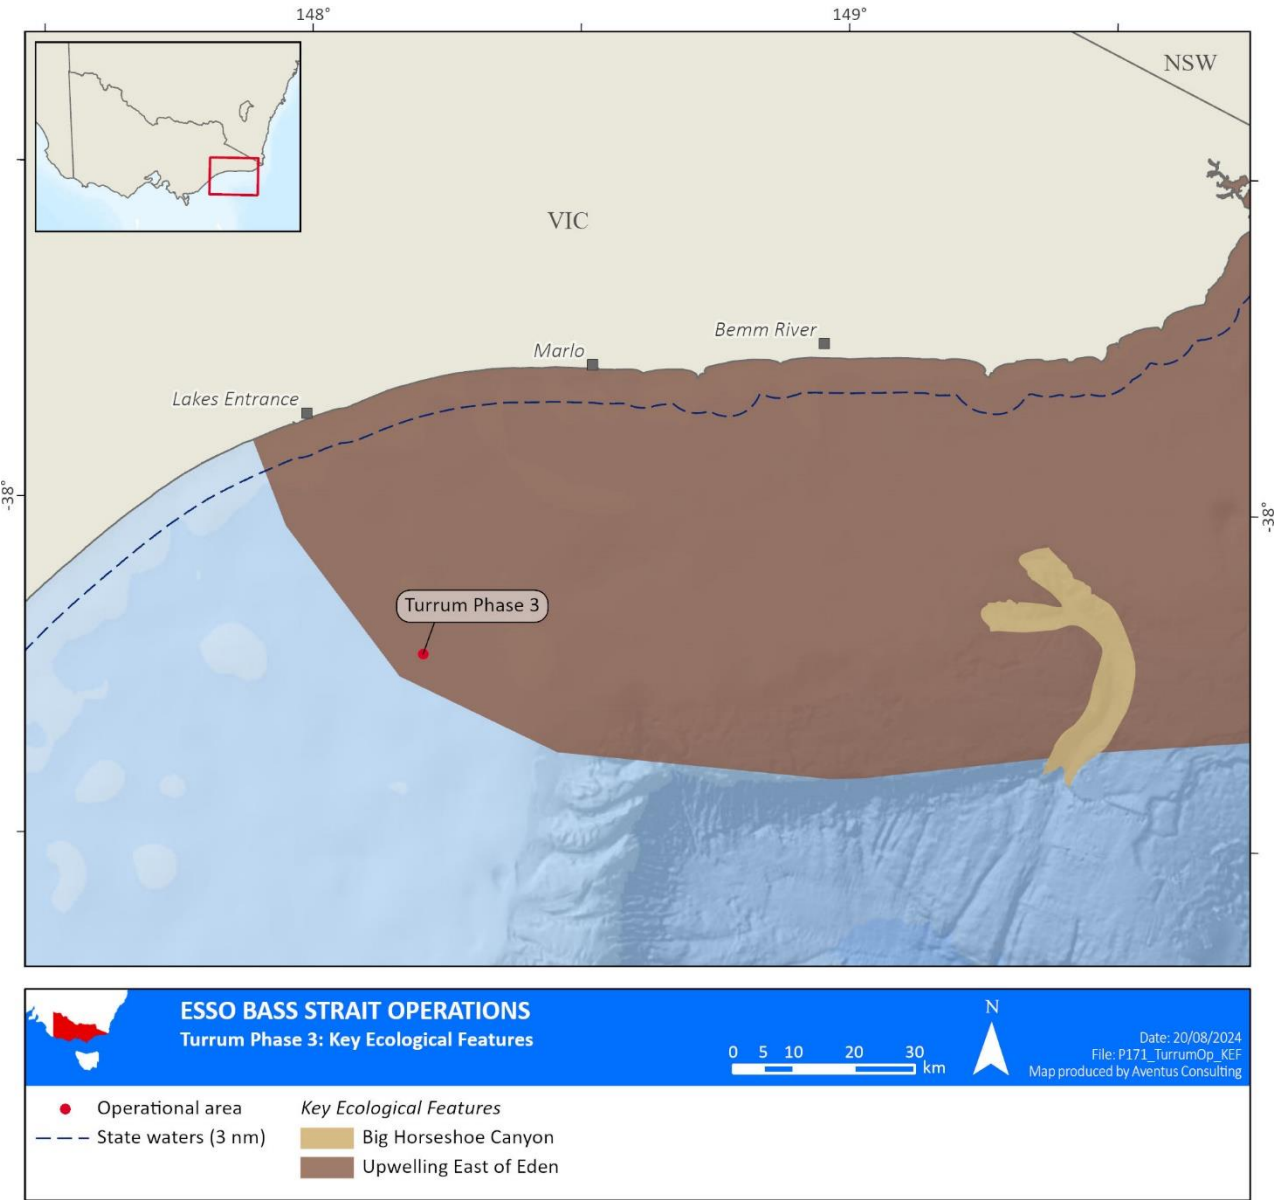 148°
149°
NSW
VIC
Bemm River
Marlo
Lakes Entrance
-38°
-38°
Turrum Phase 3
ESSO BASS STRAIT OPERATIONS
Turrum Phase 3: Key Ecological Features
0 5 10 20 30
km
N
Date: 20/08/2024
File: P171_TurrumOp_KEF
Map produced by Aventus Consulting
Operational area
State waters (3 nm)
Key Ecological Features
Big Horseshoe Canyon
Upwelling East of Eden